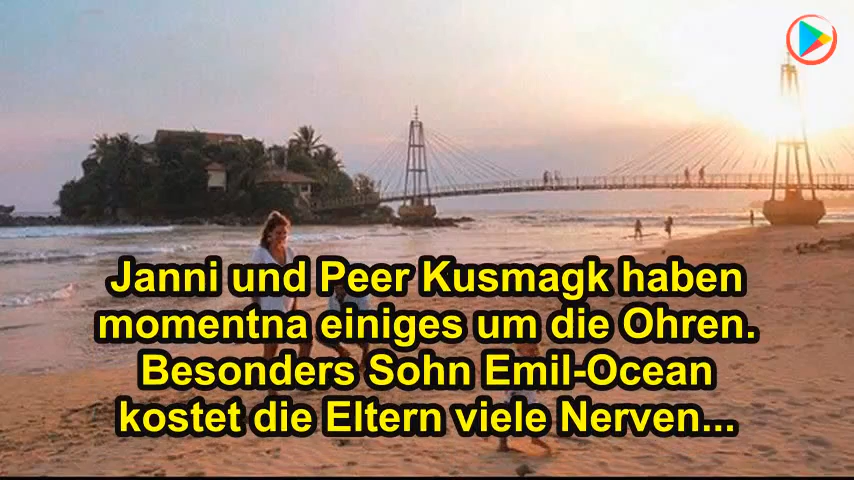 Janni und Peer Kusmagk haben
momentna einiges um die Ohren.
Besonders Sohn Emil-Ocean
kostet die Eltern viele Nerven...